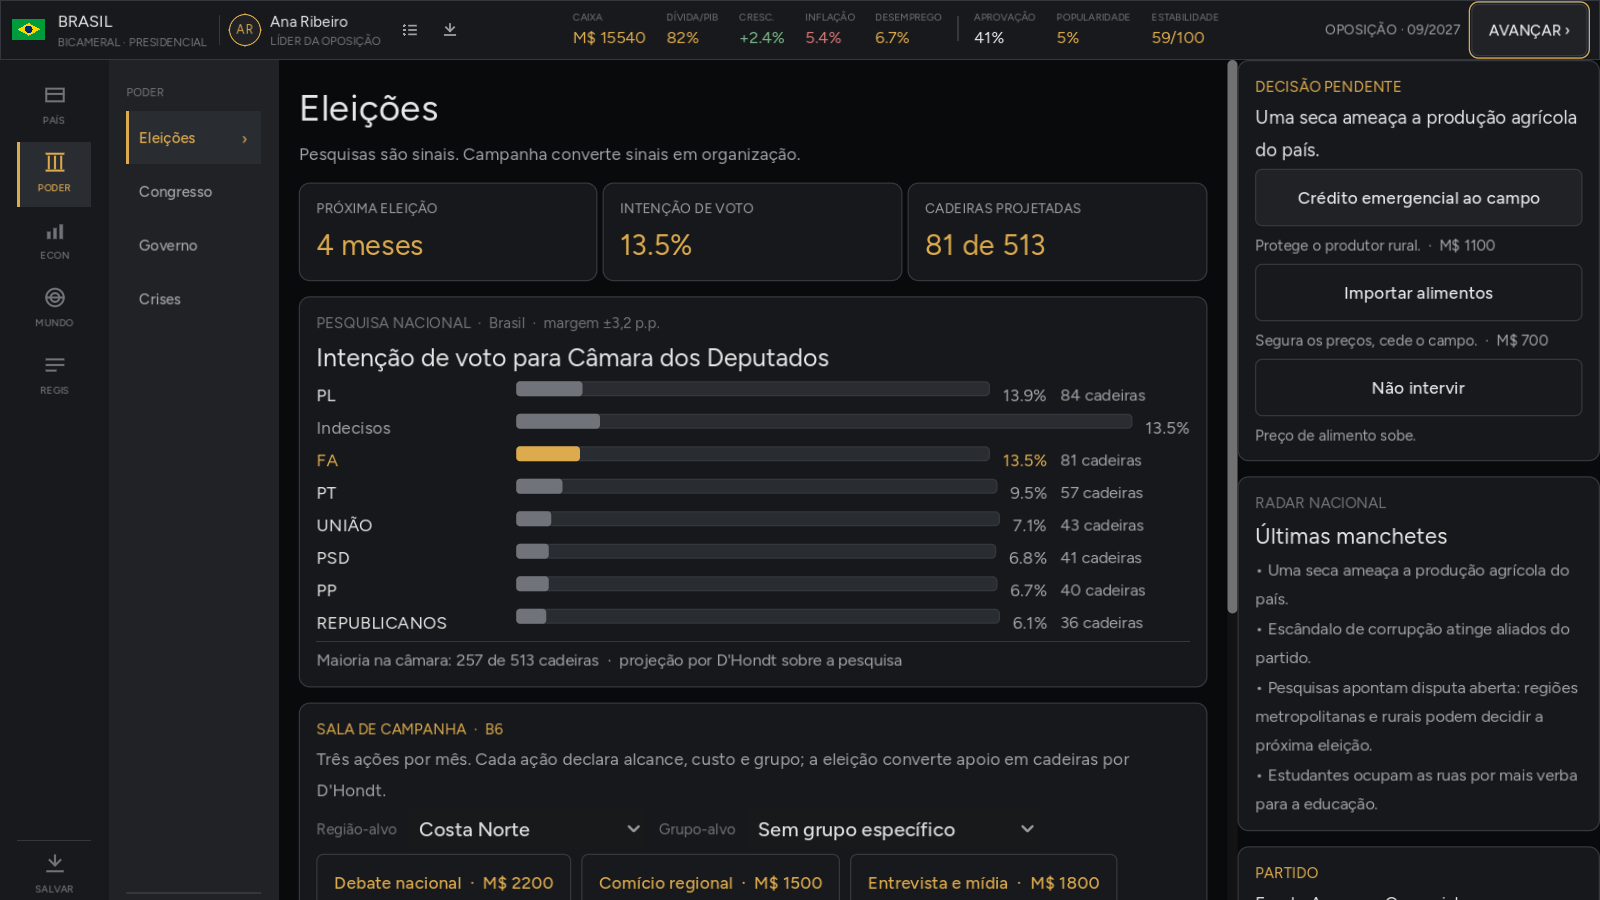 BRASIL
BICAMERAL · PRESIDENCIAL
AR
Ana Ribeiro
LÍDER DA OPOSIÇÃO
CAIXA
M$ 15540
DÍVIDA/PIB
82%
CRESC.
+2.4%
INFLAÇÃO
5.4%
DESEMPREGO
6.7%
APROVAÇÃO
41%
POPULARIDADE
5%
ESTABILIDADE
59/100
OPOSIÇÃO · 09/2027
AVANÇAR ›
PAÍS
PODER
ECON
MUNDO
REGIS
SALVAR
PODER
Eleições ›
Congresso
Governo
Crises
Eleições
Pesquisas são sinais. Campanha converte sinais em organização.
PRÓXIMA ELEIÇÃO
4 meses
INTENÇÃO DE VOTO
13.5%
CADEIRAS PROJETADAS
81 de 513
PESQUISA NACIONAL · Brasil · margem ±3,2 p.p.
Intenção de voto para Câmara dos Deputados
PL 13.9% 84 cadeiras
Indecisos 13.5%
FA 13.5% 81 cadeiras
PT 9.5% 57 cadeiras
UNIÃO 7.1% 43 cadeiras
PSD 6.8% 41 cadeiras
PP 6.7% 40 cadeiras
REPUBLICANOS 6.1% 36 cadeiras
Maioria na câmara: 257 de 513 cadeiras · projeção por D'Hondt sobre a pesquisa
SALA DE CAMPANHA · B6
Três ações por mês. Cada ação declara alcance, custo e grupo; a eleição converte apoio em cadeiras por
D'Hondt.
Região-alvo Costa Norte Grupo-alvo Sem grupo específico
Debate nacional · M$ 2200
Comício regional · M$ 1500
Entrevista e mídia · M$ 1800
DECISÃO PENDENTE
Uma seca ameaça a produção agrícola
do país.
Crédito emergencial ao campo
Protege o produtor rural. · M$ 1100
Importar alimentos
Segura os preços, cede o campo. · M$ 700
Não intervir
Preço de alimento sobe.
RADAR NACIONAL
Últimas manchetes
• Uma seca ameaça a produção agrícola do
país.
• Escândalo de corrupção atinge aliados do
partido.
• Pesquisas apontam disputa aberta: regiões
metropolitanas e rurais podem decidir a
próxima eleição.
• Estudantes ocupam as ruas por mais verba
para a educação.
PARTIDO